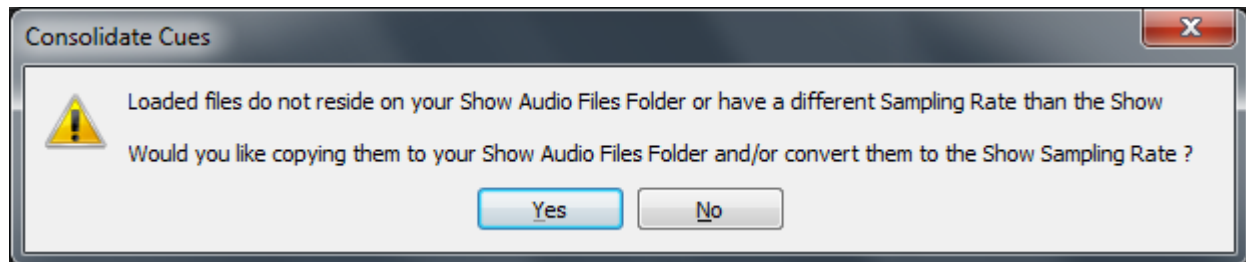 Consolidate Cues
Loaded files do not reside on your Show Audio Files Folder or have a different Sampling Rate than the Show
Would you like copying them to your Show Audio Files Folder and/or convert them to the Show Sampling Rate ?
Yes
No